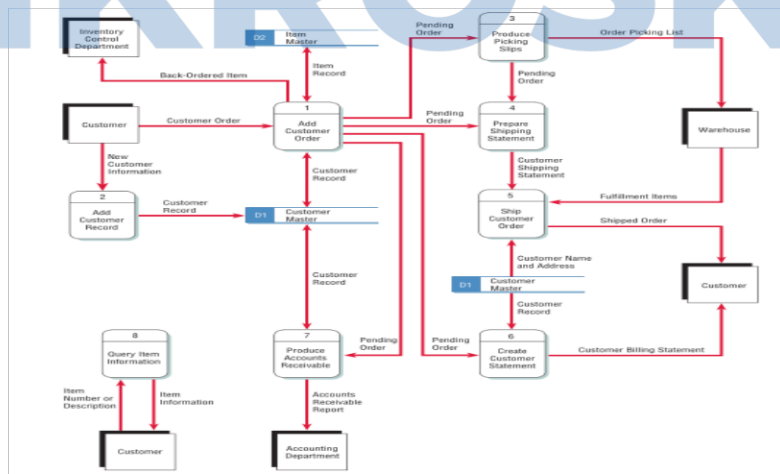 IKROSK
Inventory
Control
Department
D2
Item
Master
Item
Record
Back-Ordered Item
Pending
Order
3
Produce
Picking
Slips
Order Picking List
Pending
Order
Customer
Customer Order
1
Add
Customer
Order
Pending
Order
4
Prepare
Shipping
Statement
Warehouse
New
Customer
Information
Customer
Record
Customer
Shipping
Statement
2
Add
Customer
Record
Customer
Record
D1
Customer
Master
5
Ship
Customer
Order
Fulfillment Items
Shipped Order
Customer Name
and Address
Customer
Record
D1
Customer
Master
Customer
Customer
Record
8
Query Item
Information
7
Produce
Accounts
Receivable
Pending
Order
Pending
Order
6
Create
Customer
Statement
Customer Billing Statement
Item
Number or
Description
Item
Information
Accounts
Receivable
Report
Customer
Accounting
Department